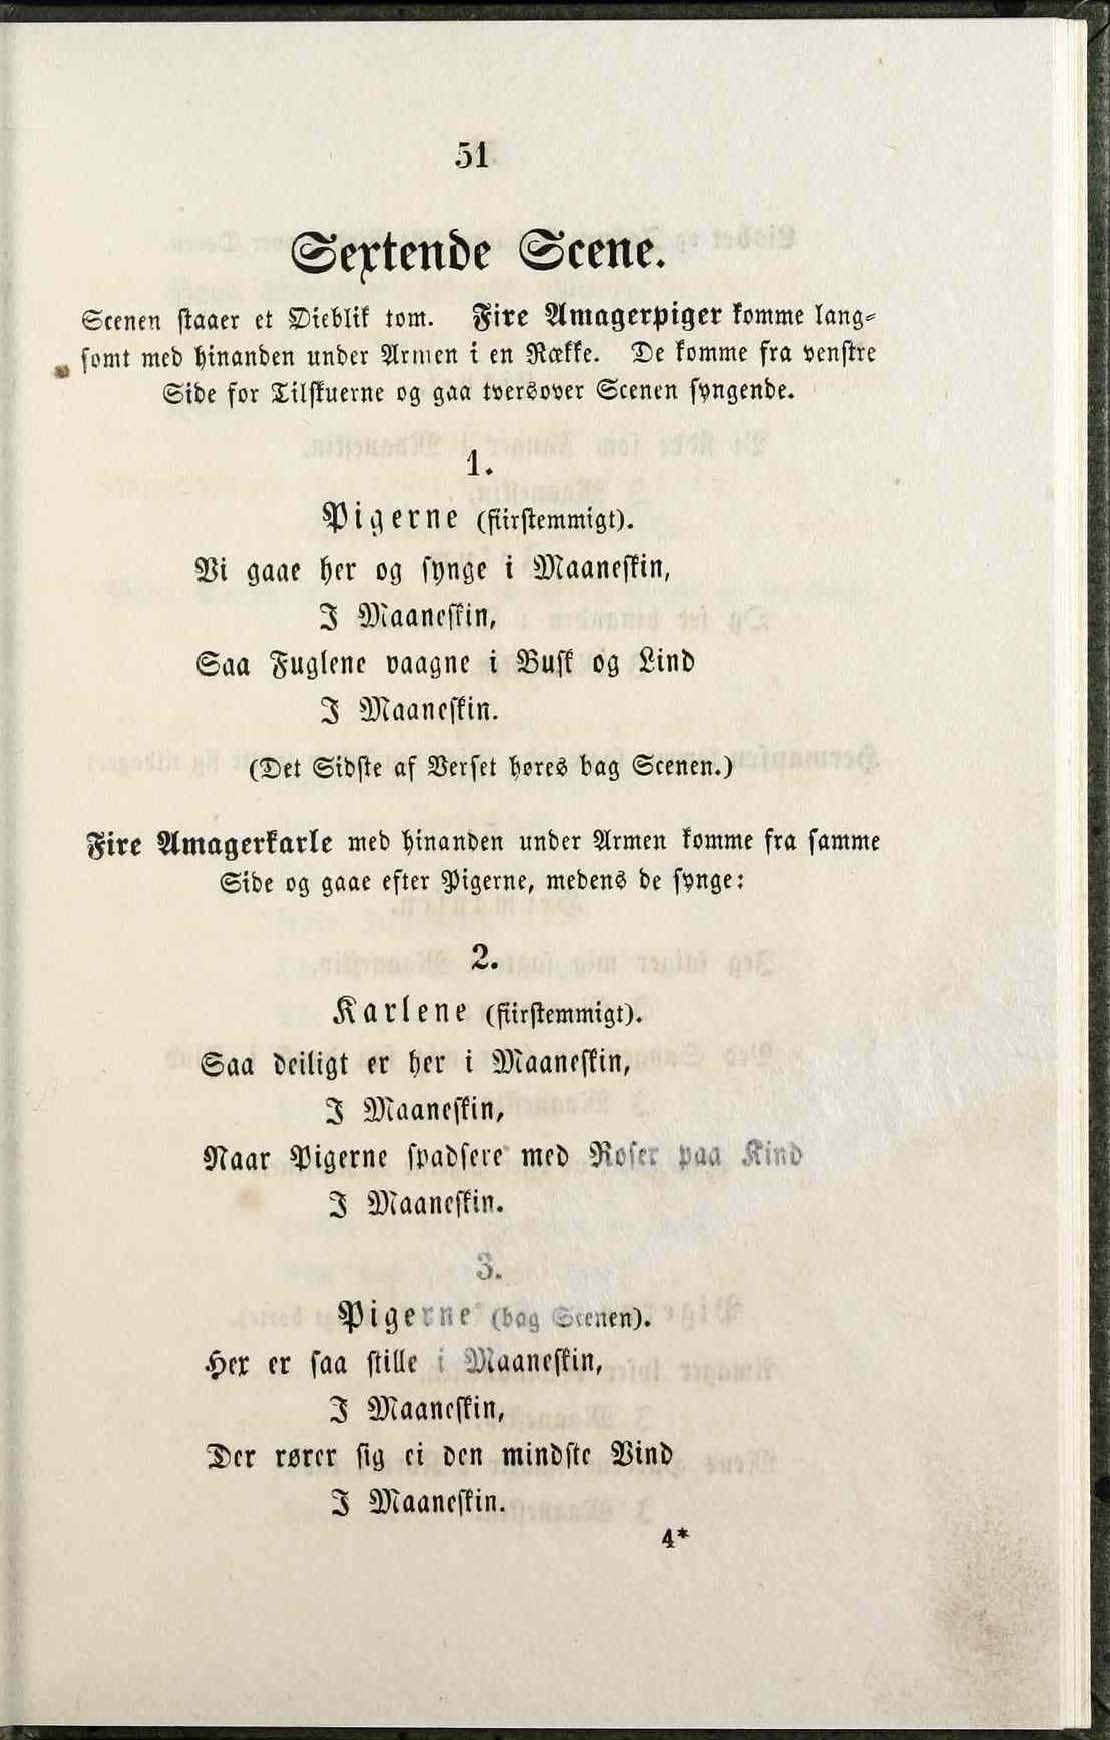 51
Sextende Scene.
Scenen staaer et Øieblik tom. Fire Amagerpiger komme lang-
somt med hinanden under Armen i en Række. De komme fra venstre
Side for Tilskuerne og gaa tversover Scenen syngende.
1.
Pigerne (fiirstemmigt).
Vi gaae her og synge i Maaneskin,
I Maaneskin,
Saa Fuglene vaagne i Busk og Lind
I Maaneskin.
(Det Sidste af Verset høres bag Scenen.)
Fire Amagerkarle med hinanden under Armen komme fra samme
Side og gaae efter Pigerne, medens de synge:
2.
Karlene (fiirstemmigt).
Saa deiligt er her i Maaneskin,
I Maaneskin,
Naar Pigerne spadsere med Roser paa Kind
I Maaneskin.
3.
Pigerne (bag Scenen).
Her er saa stille i Maaneskin,
I Maaneskin,
Der rører sig ei den mindste Vind
I Maaneskin.
4*